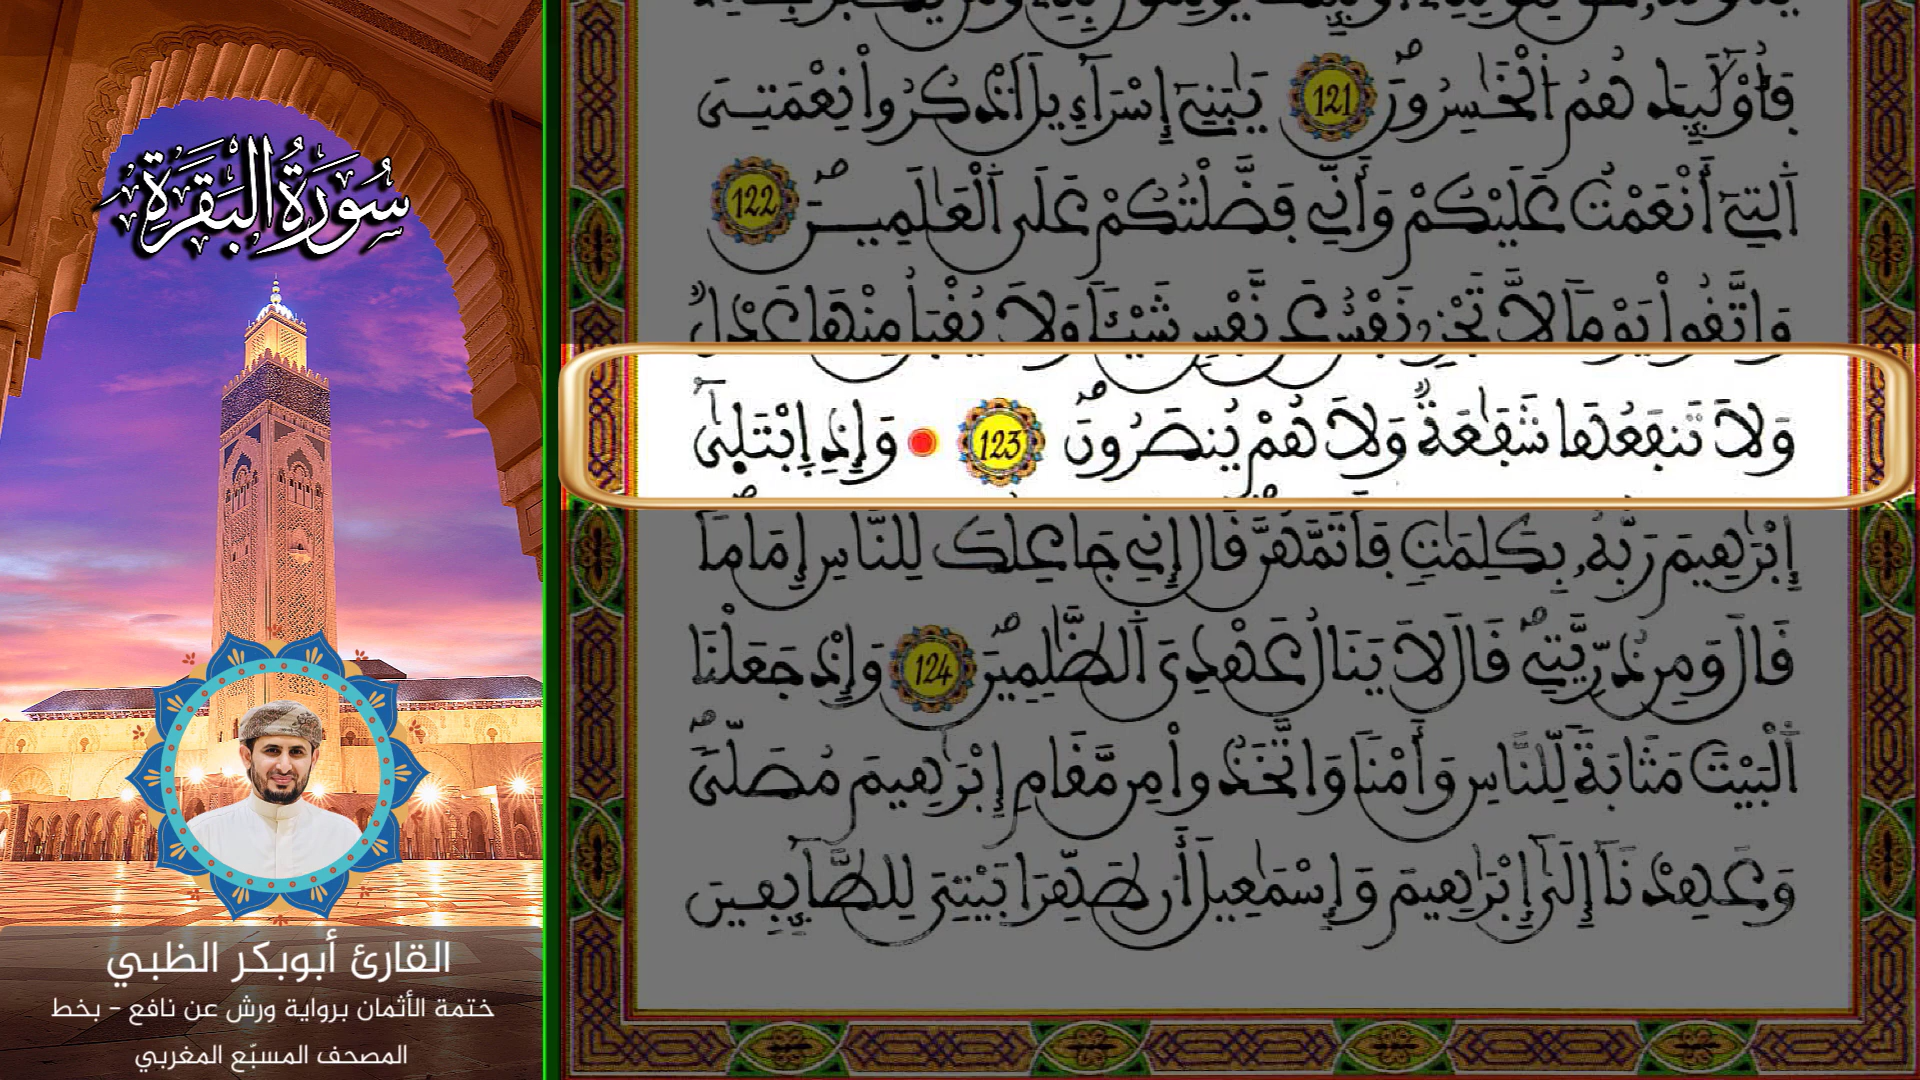 سُورَةُ البَقَرَةِ
القارئ أبوبكر الظبي
ختمة الأثمان برواية ورش عن نافع - بخط
المصحف المسبّع المغربي
فَأُوْلَٰٓئِكَ هُمُ اُ۬لْخَٰسِرُونَۖ 121 يَٰبَنِےٓ إِسْرَآءِيلَ اَ۟ذْكُرُواْ نِعْمَتِيَ
اَ۬لتِےٓ أَنْعَمْتُ عَلَيْكُمْ وَأَنِّے فَضَّلْتُكُمْ عَلَى اَ۬لْعَٰلَمِينَۖ 122
وَاتَّقُواْ يَوْماٗ لَّا تَجْزِے نَفْسٌ عَن نَّفْسٖ شَيْـٔاٗ وَلَا يُقْبَلُ مِنْهَا عَدْلٞ
وَلَا تَنفَعُهَا شَفَٰعَةٞ وَلَا هُمْ يُنصَرُونَۖ 123 وَإِذِ اِ۪بْتَلَىٰٓ
إِبْرَٰهِيمَ رَبُّهُۥ بِكَلِمَٰتٖ فَأَتَمَّهُنَّ قَالَ إِنِّے جَاعِلُكَ لِلنَّاسِ إِمَاماٗ
قَالَ وَمِن ذُرِّيَّتِےۖ قَالَ لَا يَنَالُ عَهْدِيَ اَ۬لظَّٰلِمِينَۖ 124 وَإِذْ جَعَلْنَا
اَ۬لْبَيْتَ مَثَابَةٗ لِّلنَّاسِ وَأَمْناٗ وَاتَّخَذُواْ مِن مَّقَامِ إِبْرَٰهِيمَ مُصَلّٗيۖ
وَعَهِدْنَآ إِلَىٰٓ إِبْرَٰهِيمَ وَإِسْمَٰعِيلَ أَن طَهِّرَا بَيْتِيَ لِلطَّآئِفِينَ